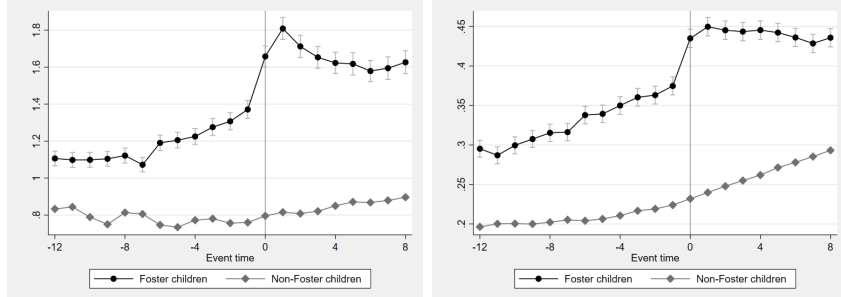 1.8
1.6
1.4
1.2
1
.8
-12 -8 -4 0 4 8
Event time
Foster children Non-Foster children
.45
.4
.35
.3
.25
.2
-12 -8 -4 0 4 8
Event time
Foster children Non-Foster children